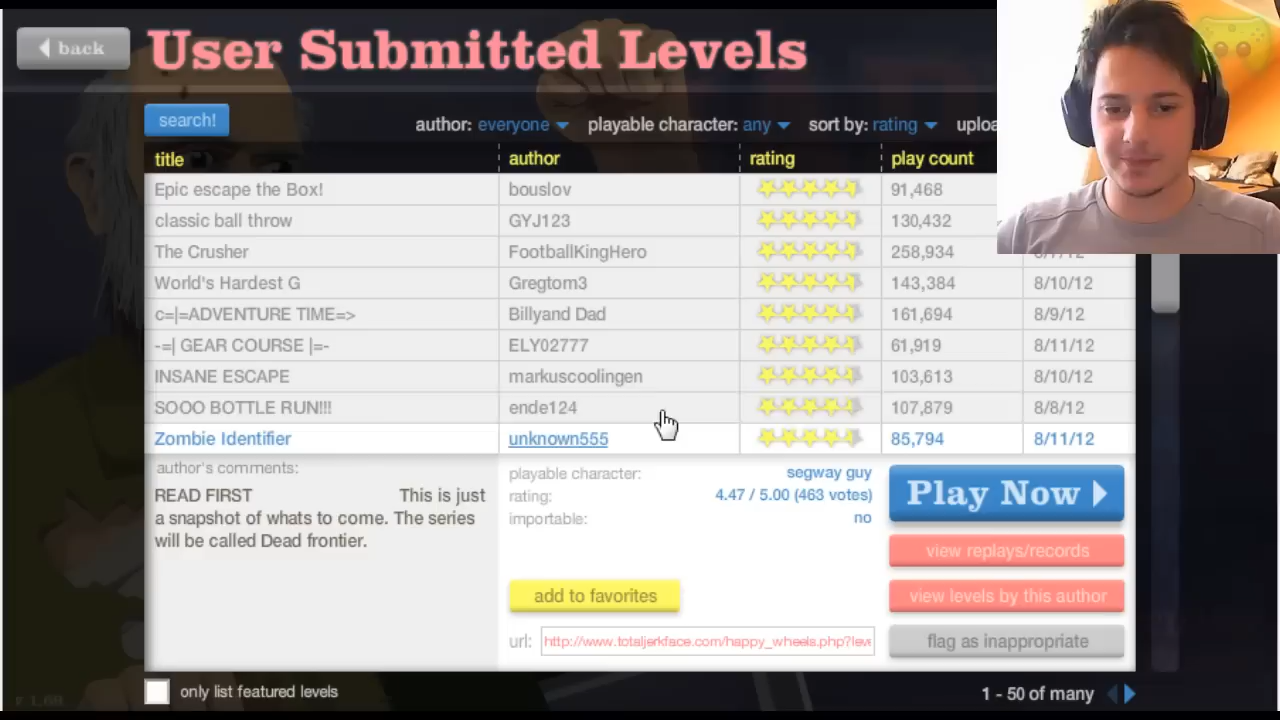 back
User Submitted Levels
search!
author: everyone playable character: any sort by: rating uploa
title author rating play count
Epic escape the Box! bouslov 91,468
classic ball throw GYJ123 130,432
The Crusher FootballKingHero 258,934
World's Hardest G Gregtom3 143,384 8/10/12
c=|=ADVENTURE TIME=> Billyand Dad 161,694 8/9/12
-=| GEAR COURSE |=- ELY02777 61,919 8/11/12
INSANE ESCAPE markuscoolingen 103,613 8/10/12
SOOO BOTTLE RUN!!! ende124 107,879 8/8/12
Zombie Identifier unknown555 85,794 8/11/12
author's comments:
READ FIRST This is just
a snapshot of whats to come. The series
will be called Dead frontier.
playable character: segway guy
rating: 4.47 / 5.00 (463 votes)
importable: no
add to favorites
url: http://www.totaljerkface.com/happy_wheels.php?lev
Play Now
view replays/records
view levels by this author
flag as inappropriate
only list featured levels
1 - 50 of many